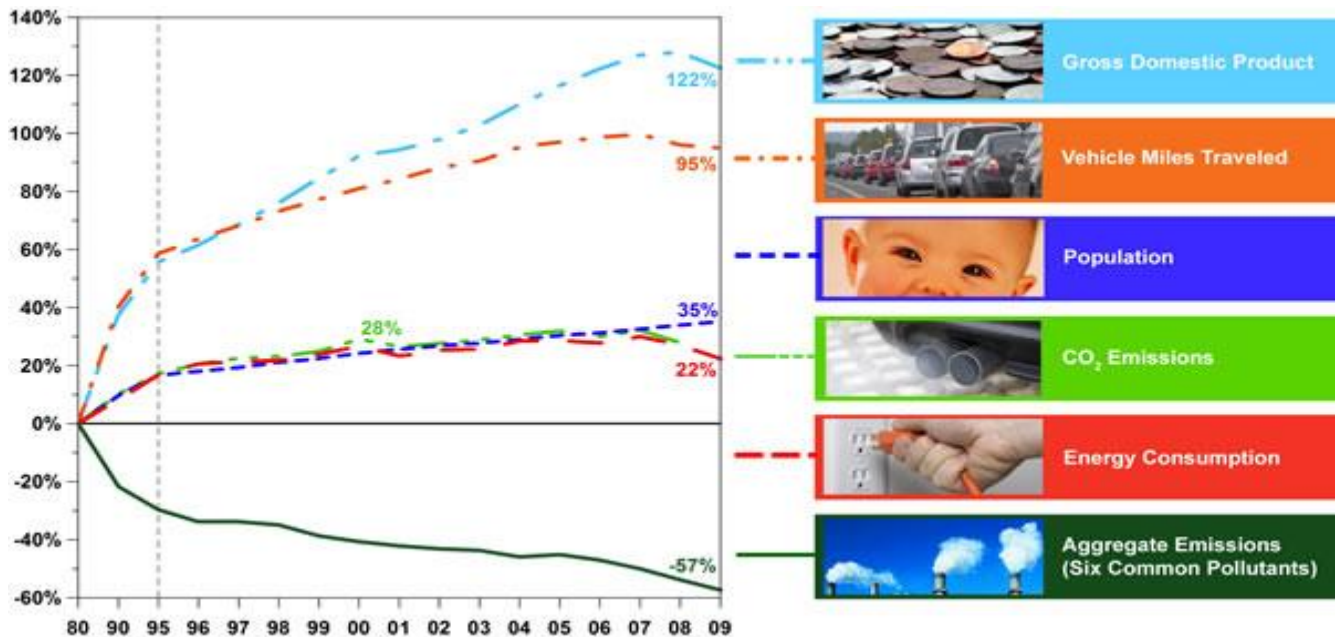 140%
120%
100%
80%
60%
40%
20%
0%
-20%
-40%
-60%
122%
95%
28%
35%
22%
-57%
80 90 95 96 97 98 99 00 01 02 03 04 05 06 07 08 09
Gross Domestic Product
Vehicle Miles Traveled
Population
CO₂ Emissions
Energy Consumption
Aggregate Emissions
(Six Common Pollutants)